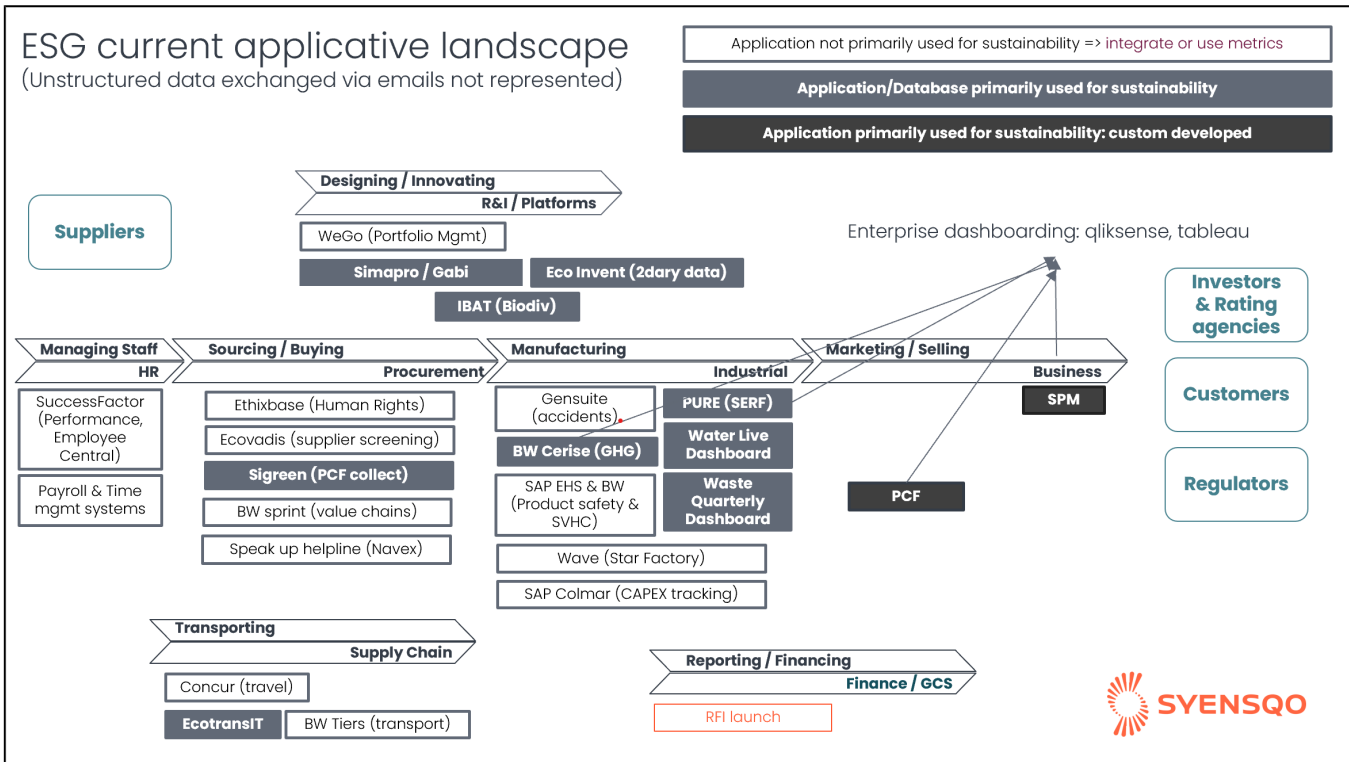 ESG current applicative landscape
(Unstructured data exchanged via emails not represented)
Application not primarily used for sustainability => integrate or use metrics
Application/Database primarily used for sustainability
Application primarily used for sustainability: custom developed
Suppliers
Designing / Innovating
R&I / Platforms
WeGo (Portfolio Mgmt)
Simapro / Gabi
Eco Invent (2dary data)
IBAT (Biodiv)
Enterprise dashboarding: qliksense, tableau
Investors
& Rating
agencies
Customers
Regulators
Managing Staff
HR
SuccessFactor
(Performance,
Employee
Central)
Payroll & Time
mgmt systems
Sourcing / Buying
Procurement
Ethixbase (Human Rights)
Ecovadis (supplier screening)
Sigreen (PCF collect)
BW sprint (value chains)
Speak up helpline (Navex)
Manufacturing
Industrial
Gensuite
(accidents)
PURE (SERF)
BW Cerise (GHG)
Water Live
Dashboard
SAP EHS & BW
(Product safety &
SVHC)
Waste
Quarterly
Dashboard
Wave (Star Factory)
SAP Colmar (CAPEX tracking)
Marketing / Selling
Business
SPM
PCF
Transporting
Supply Chain
Concur (travel)
EcotransIT
BW Tiers (transport)
Reporting / Financing
Finance / GCS
RFI launch
SYENSQO